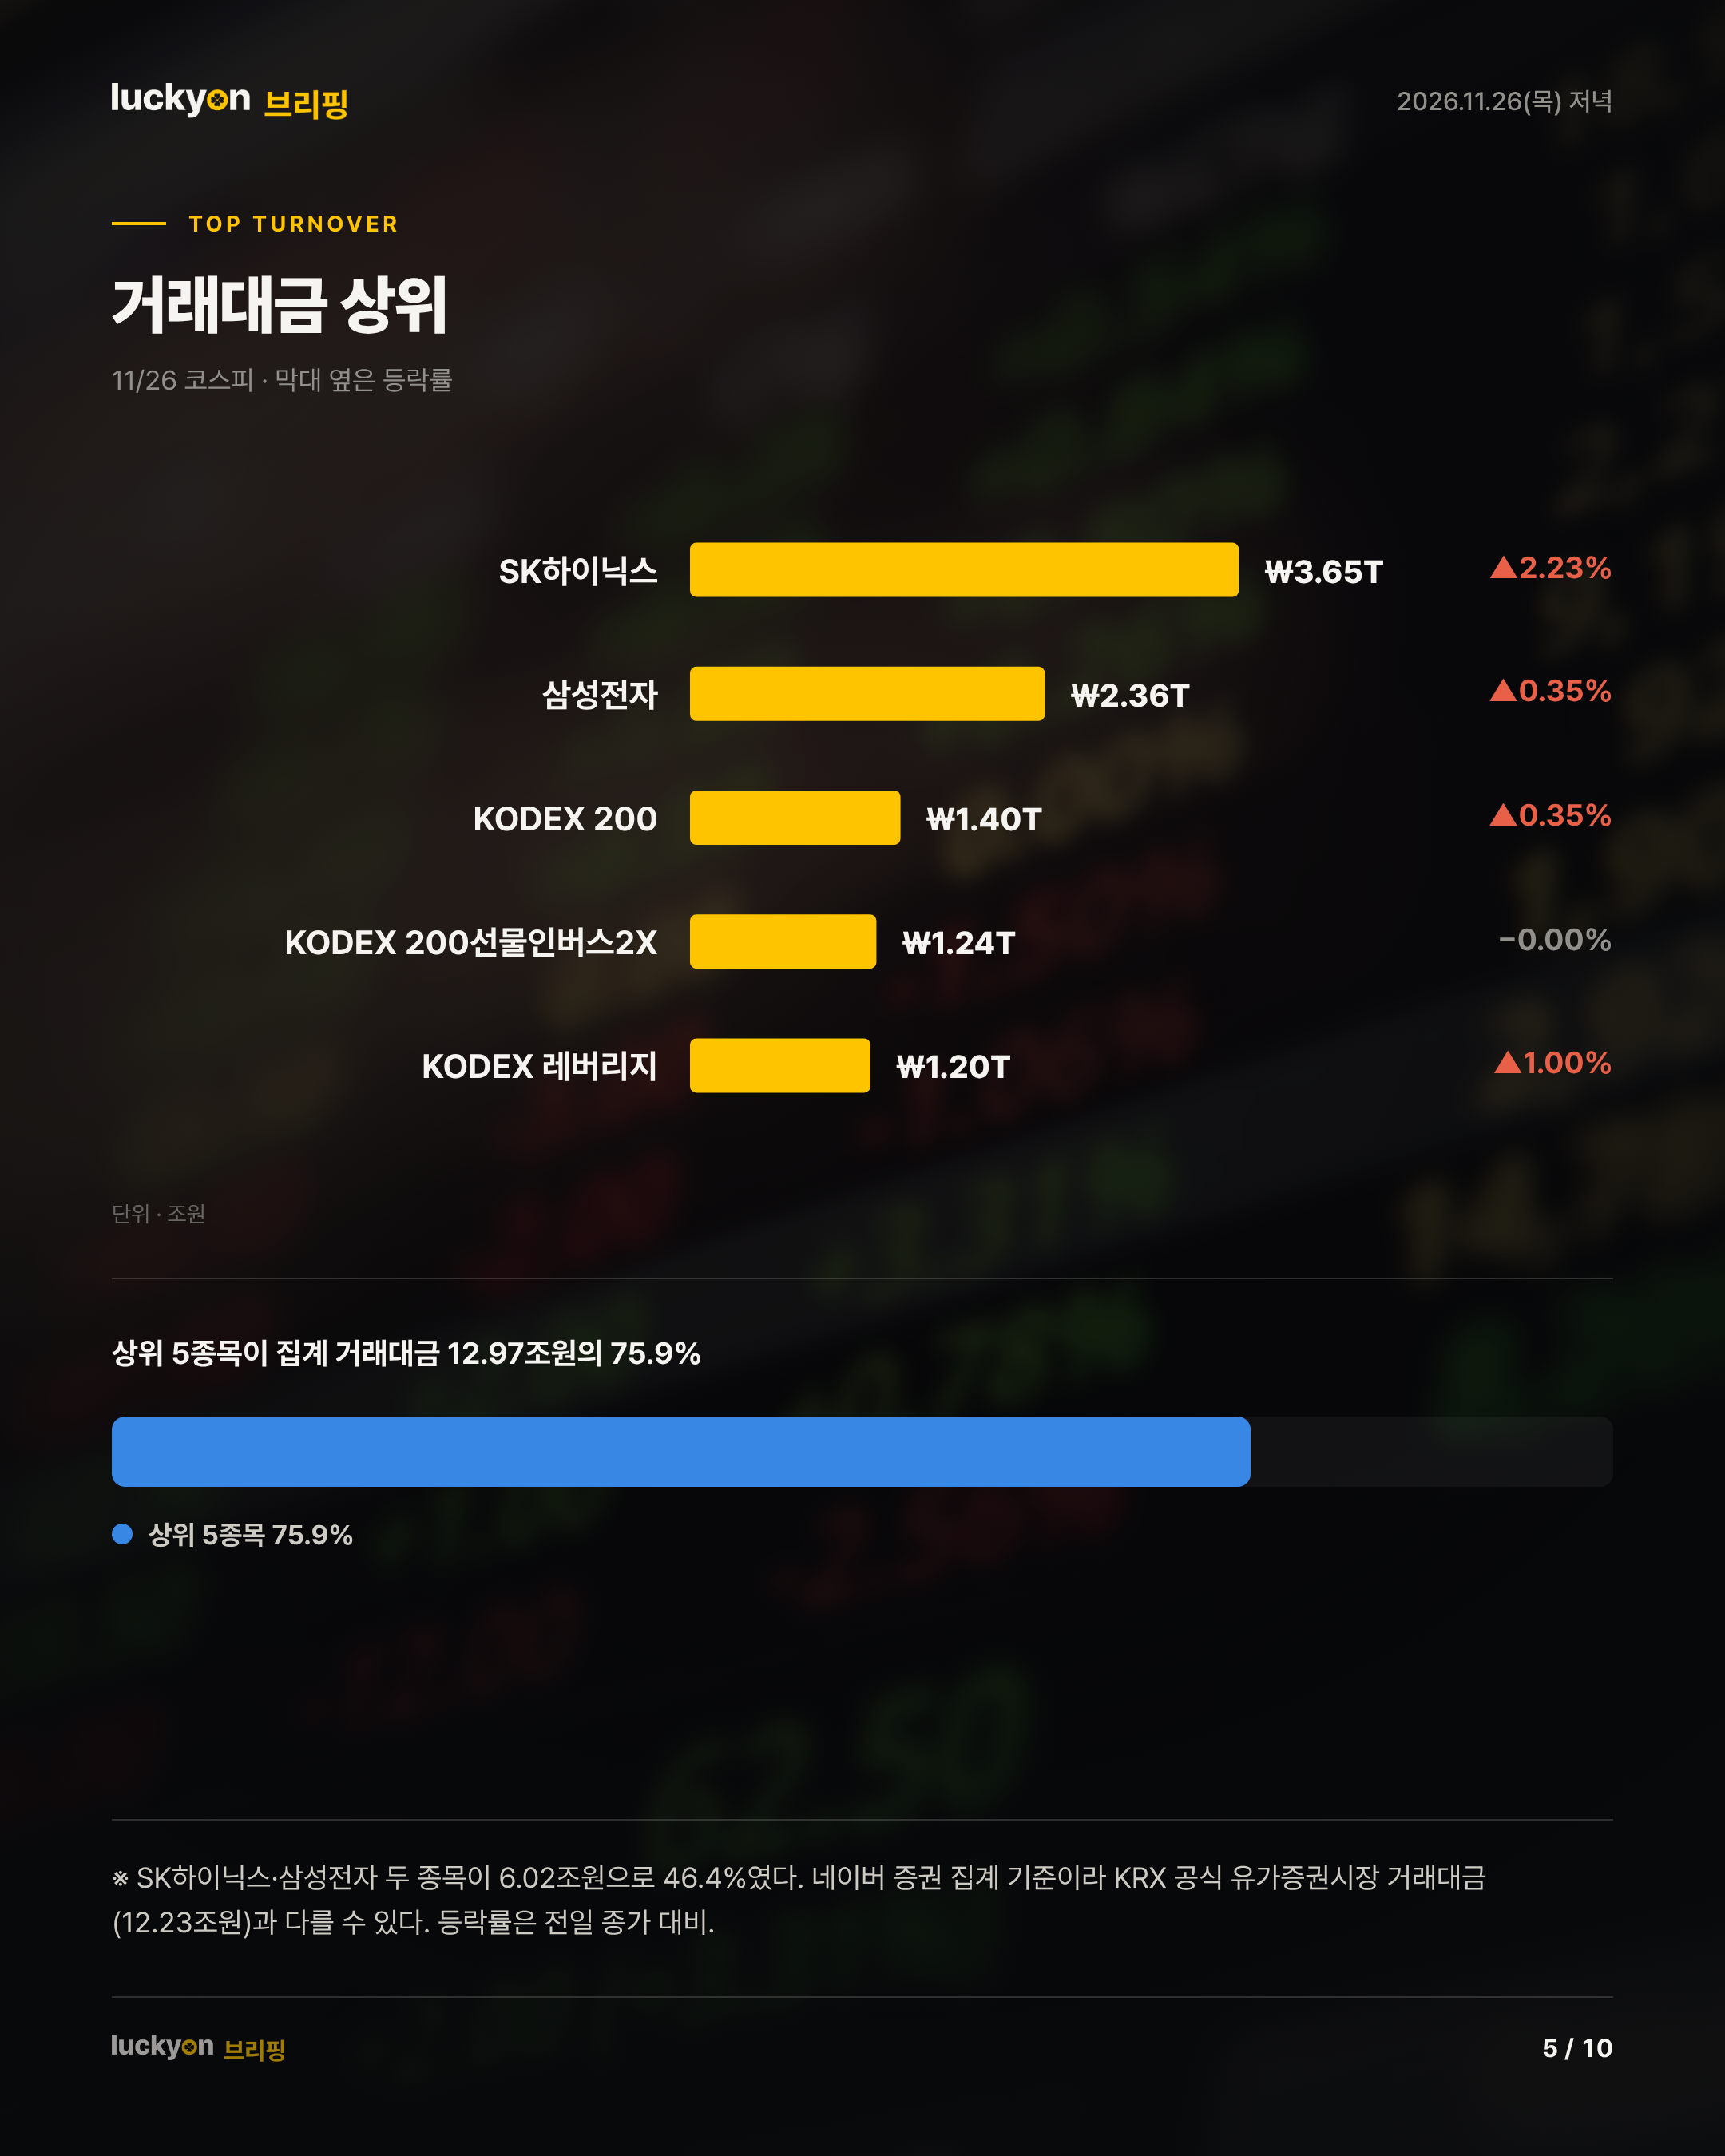 luckyon 브리핑
2026.11.26(목) 저녁
TOP TURNOVER
거래대금 상위
11/26 코스피 · 막대 옆은 등락률
SK하이닉스 ₩3.65T ▲2.23%
삼성전자 ₩2.36T ▲0.35%
KODEX 200 ₩1.40T ▲0.35%
KODEX 200선물인버스2X ₩1.24T −0.00%
KODEX 레버리지 ₩1.20T ▲1.00%
단위 · 조원
상위 5종목이 집계 거래대금 12.97조원의 75.9%
상위 5종목 75.9%
※ SK하이닉스·삼성전자 두 종목이 6.02조원으로 46.4%였다. 네이버 증권 집계 기준이라 KRX 공식 유가증권시장 거래대금
(12.23조원)과 다를 수 있다. 등락률은 전일 종가 대비.
luckyon 브리핑
5 / 10